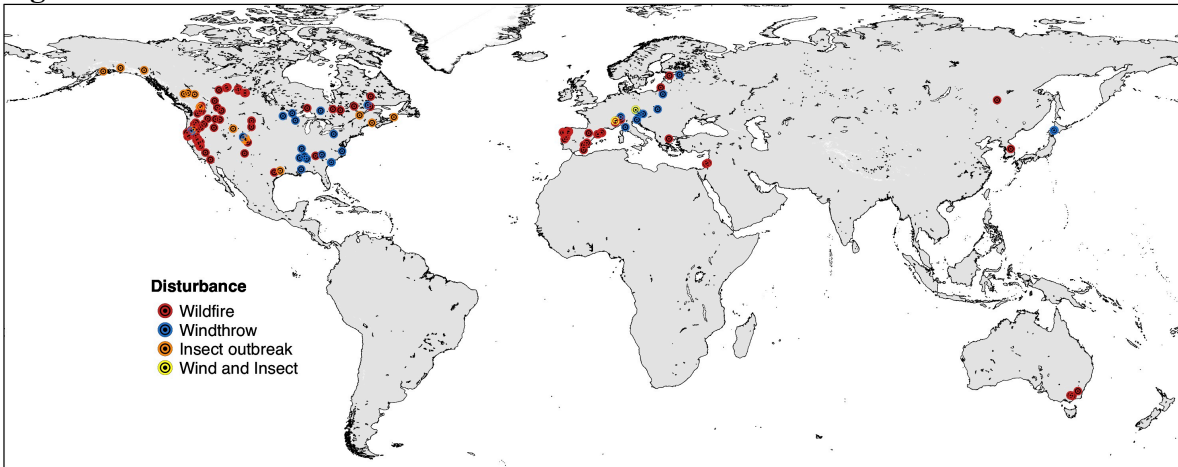 Disturbance
Wildfire
Windthrow
Insect outbreak
Wind and Insect